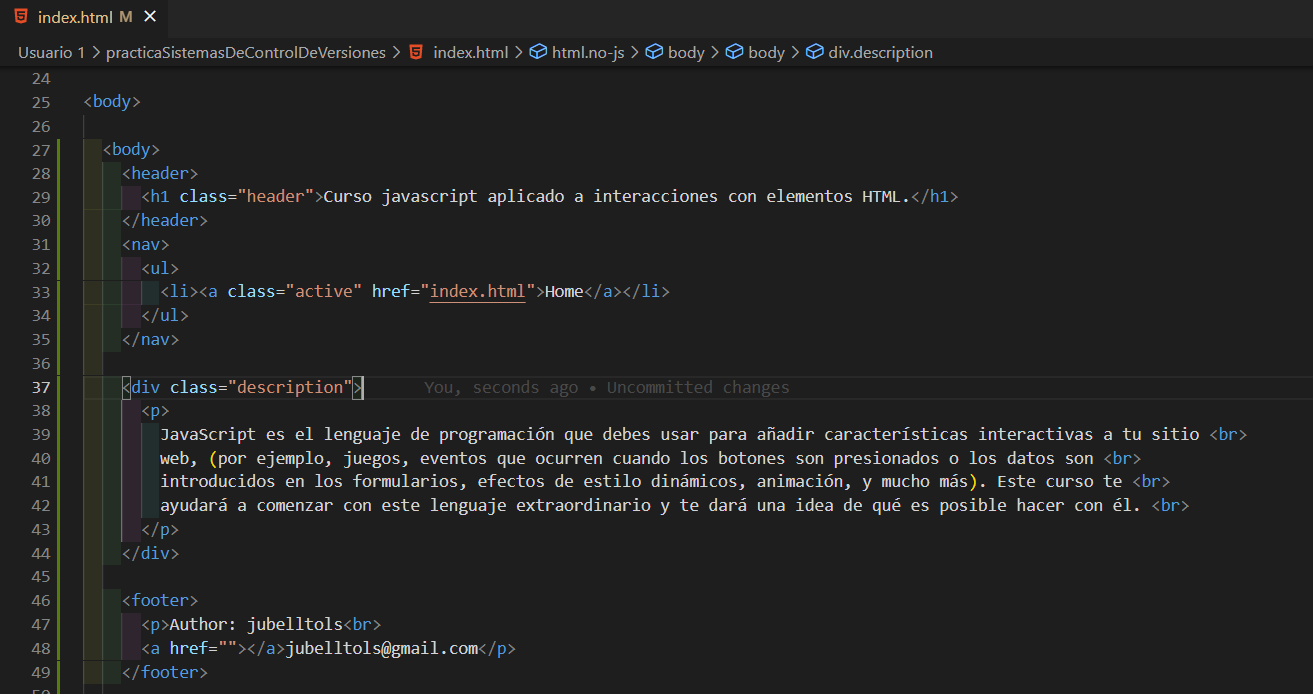 index.html M
Usuario 1 > practicaSistemasDeControlDeVersiones > index.html > html.no-js > body > body > div.description
24
25 <body>
26
27 <body>
28 <header>
29 <h1 class="header">Curso javascript aplicado a interacciones con elementos HTML.</h1>
30 </header>
31 <nav>
32 <ul>
33 <li><a class="active" href="index.html">Home</a></li>
34 </ul>
35 </nav>
36
37 <div class="description"> You, seconds ago • Uncommitted changes
38 <p>
39 JavaScript es el lenguaje de programación que debes usar para añadir características interactivas a tu sitio <br>
40 web, (por ejemplo, juegos, eventos que ocurren cuando los botones son presionados o los datos son <br>
41 introducidos en los formularios, efectos de estilo dinámicos, animación, y mucho más). Este curso te <br>
42 ayudará a comenzar con este lenguaje extraordinario y te dará una idea de qué es posible hacer con él. <br>
43 </p>
44 </div>
45
46 <footer>
47 <p>Author: jubelltols<br>
48 <a href=""></a>jubelltols@gmail.com</p>
49 </footer>
50